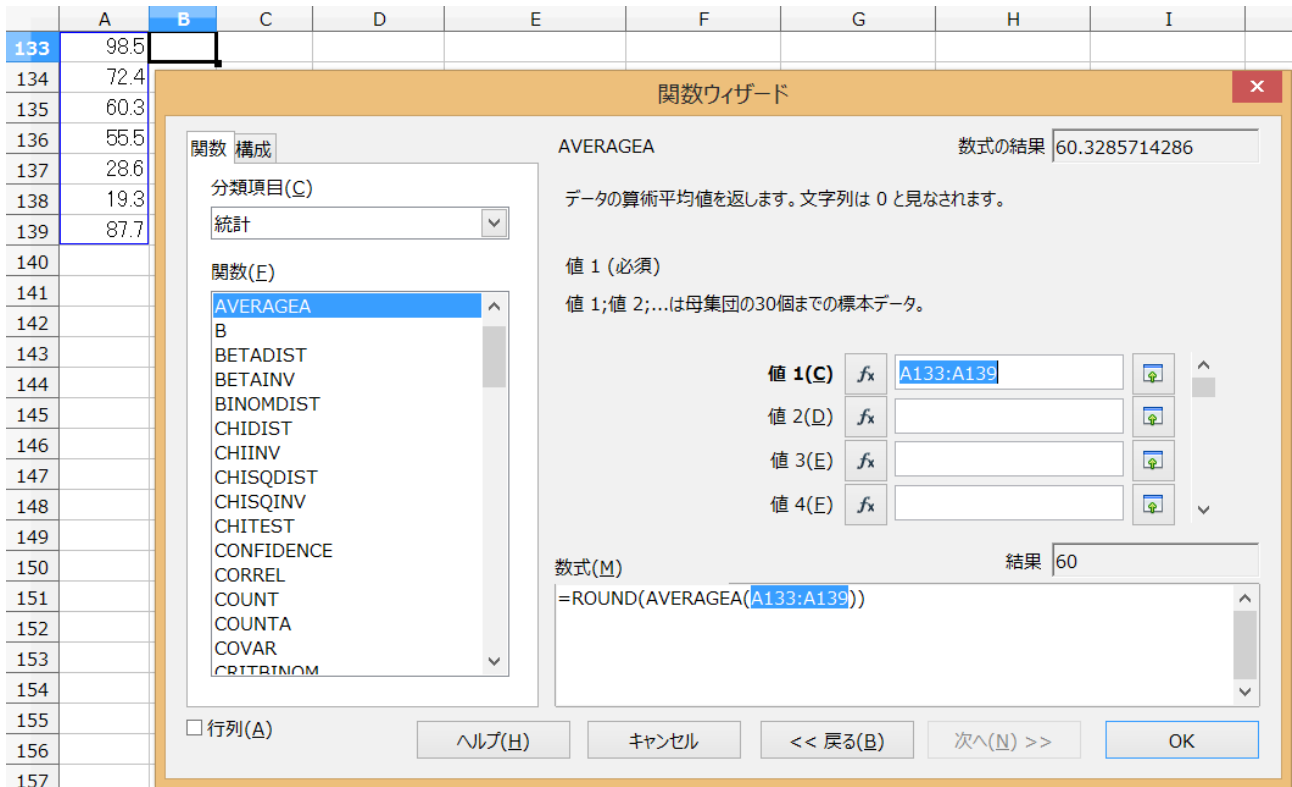 A B C D E F G H I
133 98.5
134 72.4
135 60.3
136 55.5
137 28.6
138 19.3
139 87.7
140
141
142
143
144
145
146
147
148
149
150
151
152
153
154
155
156
157
関数ウィザード
関数 構成
分類項目(C)
統計
関数(F)
AVERAGEA
B
BETADIST
BETAINV
BINOMDIST
CHIDIST
CHIINV
CHISQDIST
CHISQINV
CHITEST
CONFIDENCE
CORREL
COUNT
COUNTA
COVAR
CRITBINOM
AVERAGEA
数式の結果 60.3285714286
データの算術平均値を返します。文字列は 0 と見なされます。
値 1 (必須)
値 1;値 2;...は母集団の30個までの標本データ。
値 1(C) fx A133:A139
値 2(D) fx
値 3(E) fx
値 4(F) fx
数式(M)
結果 60
=ROUND(AVERAGEA(A133:A139))
行列(A)
ヘルプ(H) キャンセル << 戻る(B) 次へ(N) >> OK